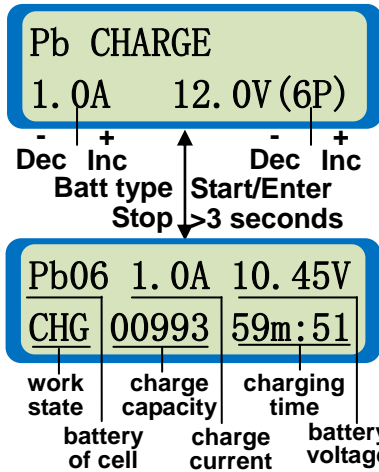 Pb CHARGE
1.0A 12.0V(6P)
- + - +
Dec Inc Dec Inc
Batt type Start/Enter
Stop >3 seconds
Pb06 1.0A 10.45V
CHG 00993 59m:51
work charge charging
state capacity time
battery charge battery
of cell current voltage